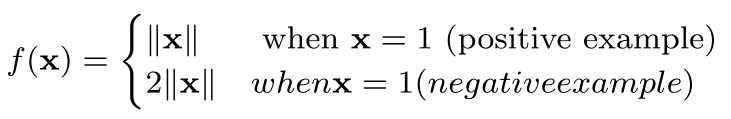 f(x) = { ‖x‖ when x = 1 (positive example)
2‖x‖ whenx = 1(negativeexample)